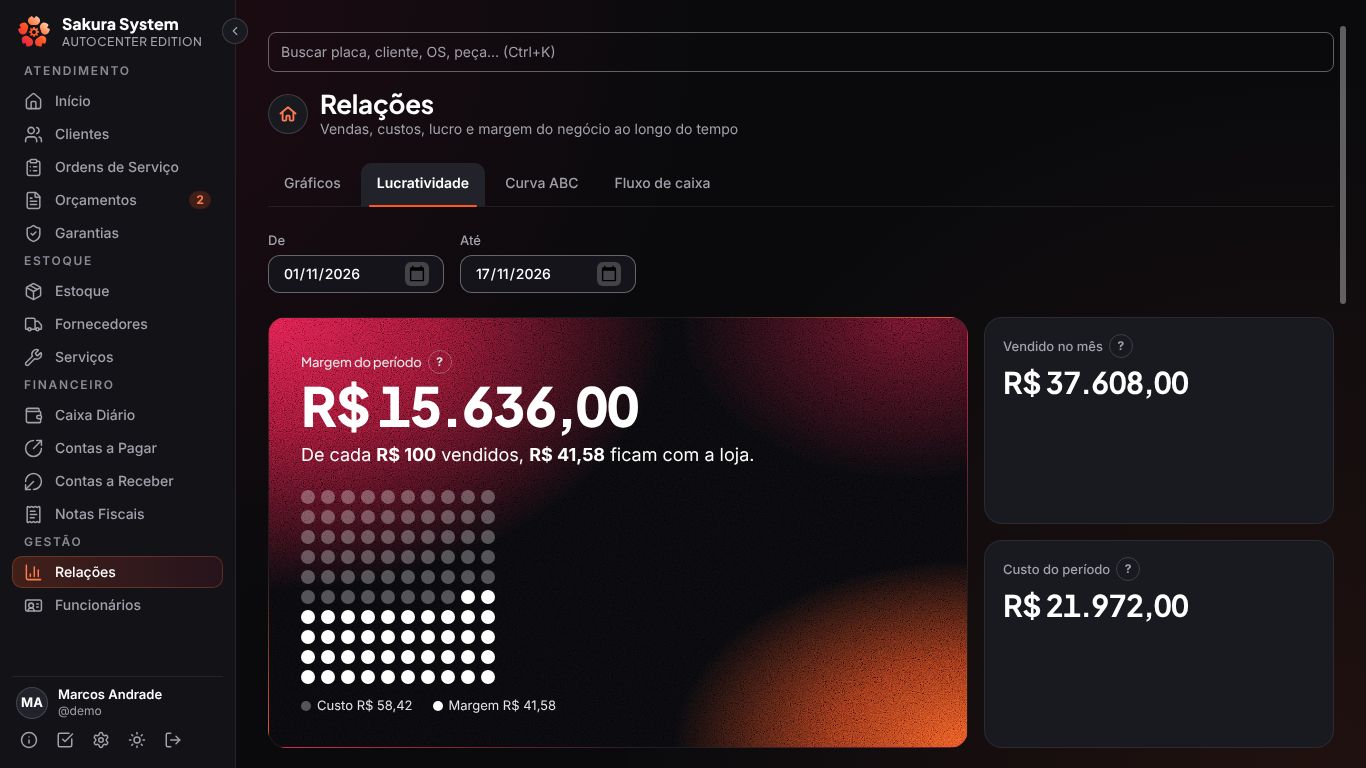 Sakura System
AUTOCENTER EDITION
ATENDIMENTO
Início
Clientes
Ordens de Serviço
Orçamentos 2
Garantias
ESTOQUE
Estoque
Fornecedores
Serviços
FINANCEIRO
Caixa Diário
Contas a Pagar
Contas a Receber
Notas Fiscais
GESTÃO
Relações
Funcionários
MA
Marcos Andrade
@demo
Buscar placa, cliente, OS, peça... (Ctrl+K)
Relações
Vendas, custos, lucro e margem do negócio ao longo do tempo
Gráficos Lucratividade Curva ABC Fluxo de caixa
De Até
01/11/2026 17/11/2026
Margem do período ?
R$ 15.636,00
De cada R$ 100 vendidos, R$ 41,58 ficam com a loja.
Custo R$ 58,42 Margem R$ 41,58
Vendido no mês ?
R$ 37.608,00
Custo do período ?
R$ 21.972,00